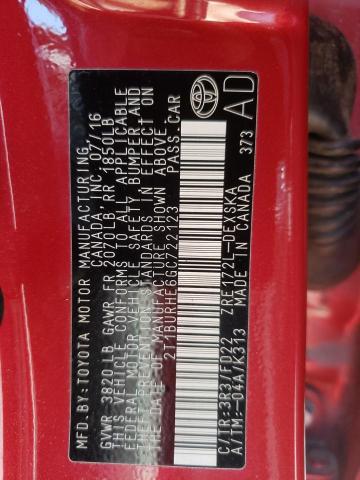 MFD.BY:TOYOTA MOTOR MANUFACTURING
CANADA,INC. 07/16
GVWR 3820LB GAWR FR 2070LB RR 1850LB
THIS VEHICLE CONFORMS TO ALL APPLICABLE
FEDERAL MOTOR VEHICLE SAFETY BUMPER,AND
THEFT PREVENTION STANDARDS IN EFFECT ON
THE DATE OF MANUFACTURE SHOWN ABOVE.
2T1BURHE6GC722123 PASS.CAR
TOYOTA
AD
C/TR:3R3/FD22 ZRE172L-DEXSKA
A/TM:-04A/K313 MADE IN CANADA 373